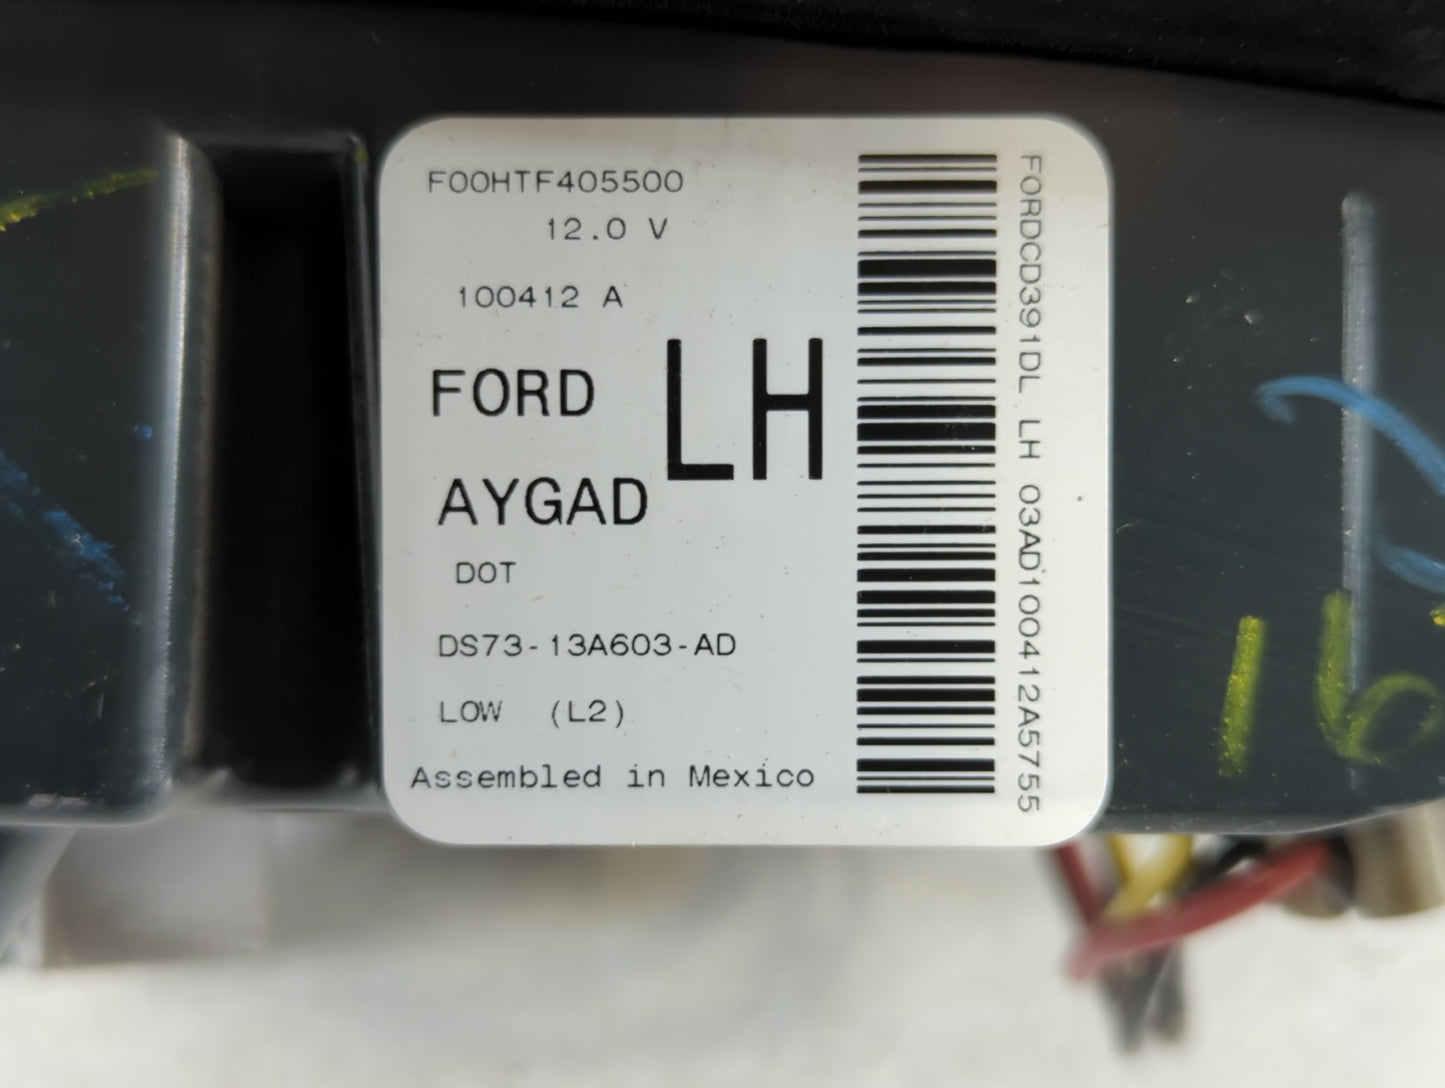 F00HTF405500
12.0 V
100412 A
FORD
LH
AYGAD
DOT
DS73-13A603-AD
LOW (L2)
Assembled in Mexico
FORDCD391DL LH 03AD100412A5755
16